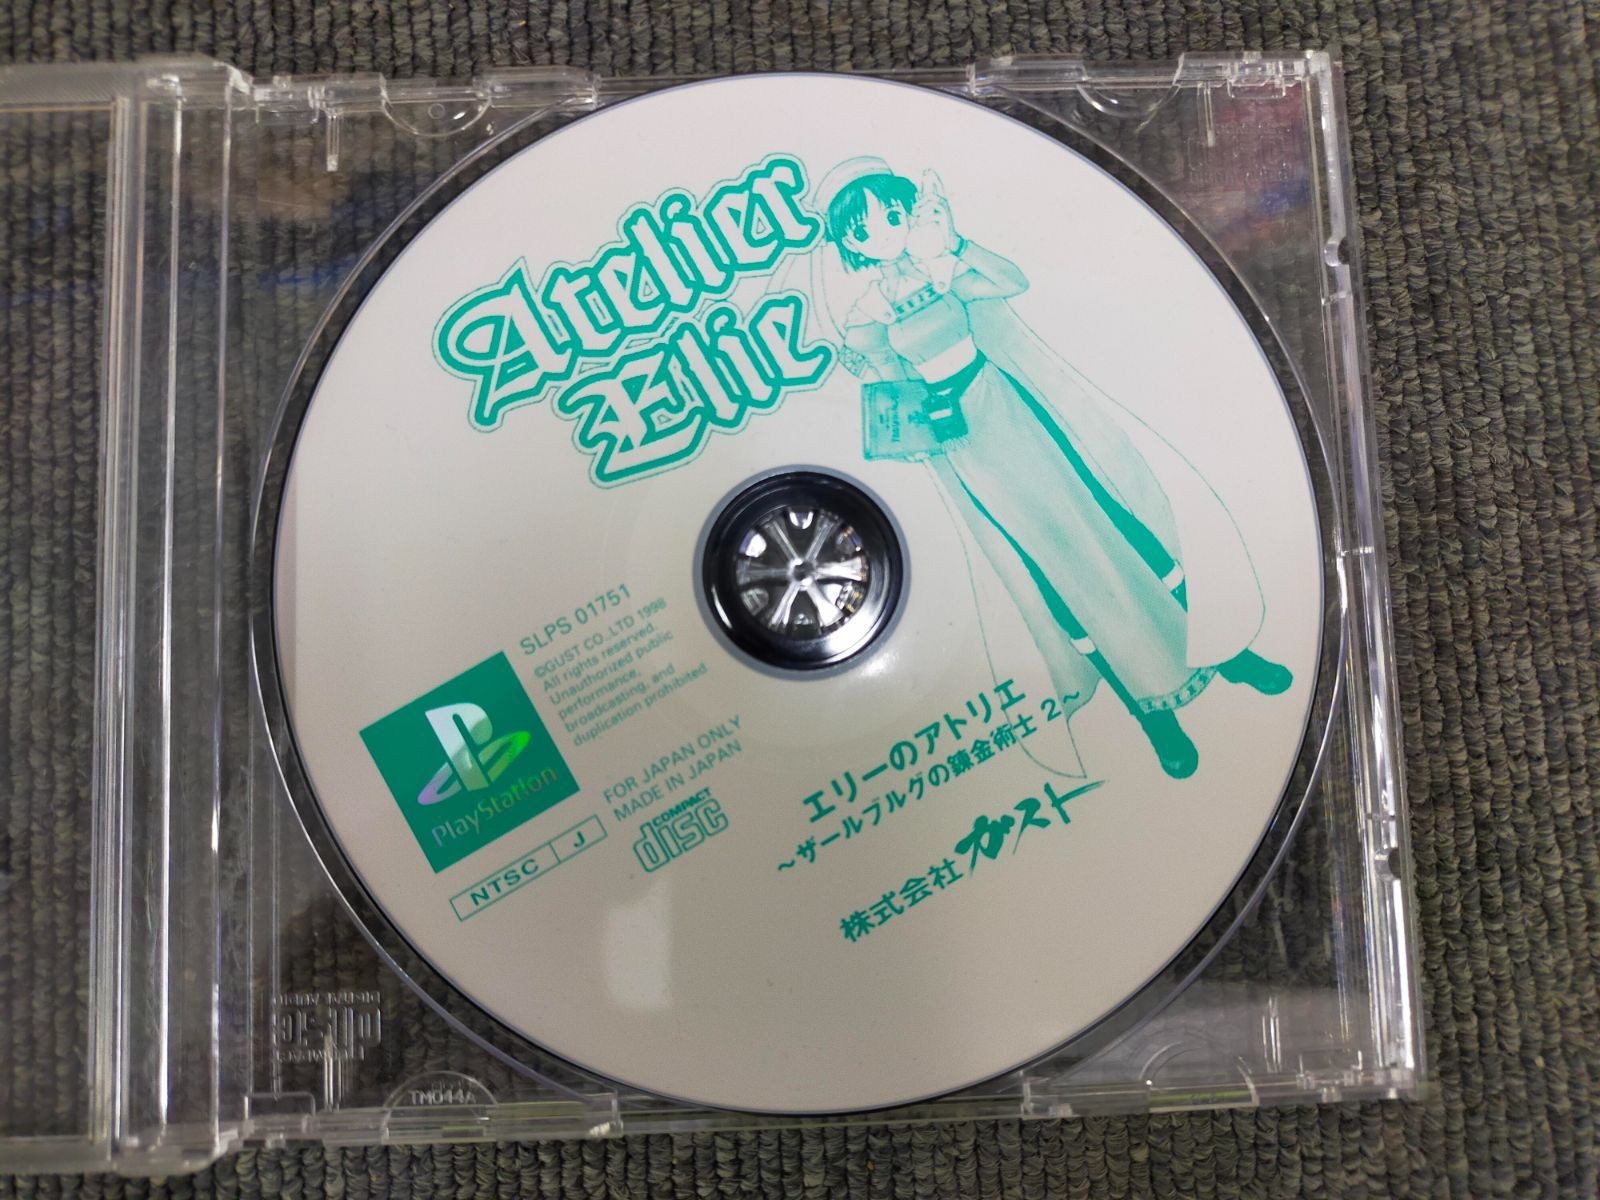 Atelier
Elie
SLPS 01751
©GUST CO.,LTD 1998
All rights reserved.
Unauthorized public
performance,
broadcasting, and
duplication prohibited.
PlayStation
FOR JAPAN ONLY
MADE IN JAPAN
NTSC J
COMPACT
disc
エリーのアトリエ
～ザールブルグの錬金術士 2～
株式会社 ガスト
TM044A